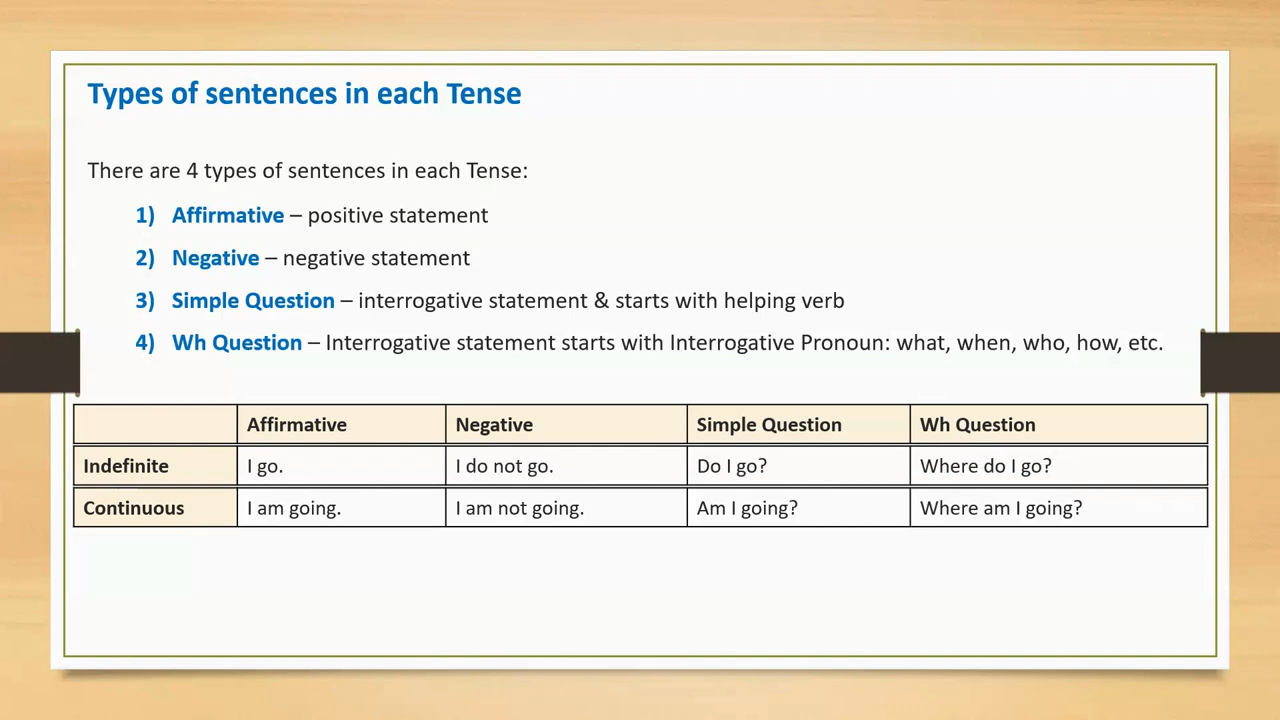 Types of sentences in each Tense
There are 4 types of sentences in each Tense:
1) Affirmative – positive statement
2) Negative – negative statement
3) Simple Question – interrogative statement & starts with helping verb
4) Wh Question – Interrogative statement starts with Interrogative Pronoun: what, when, who, how, etc.
Affirmative Negative Simple Question Wh Question
Indefinite I go. I do not go. Do I go? Where do I go?
Continuous I am going. I am not going. Am I going? Where am I going?